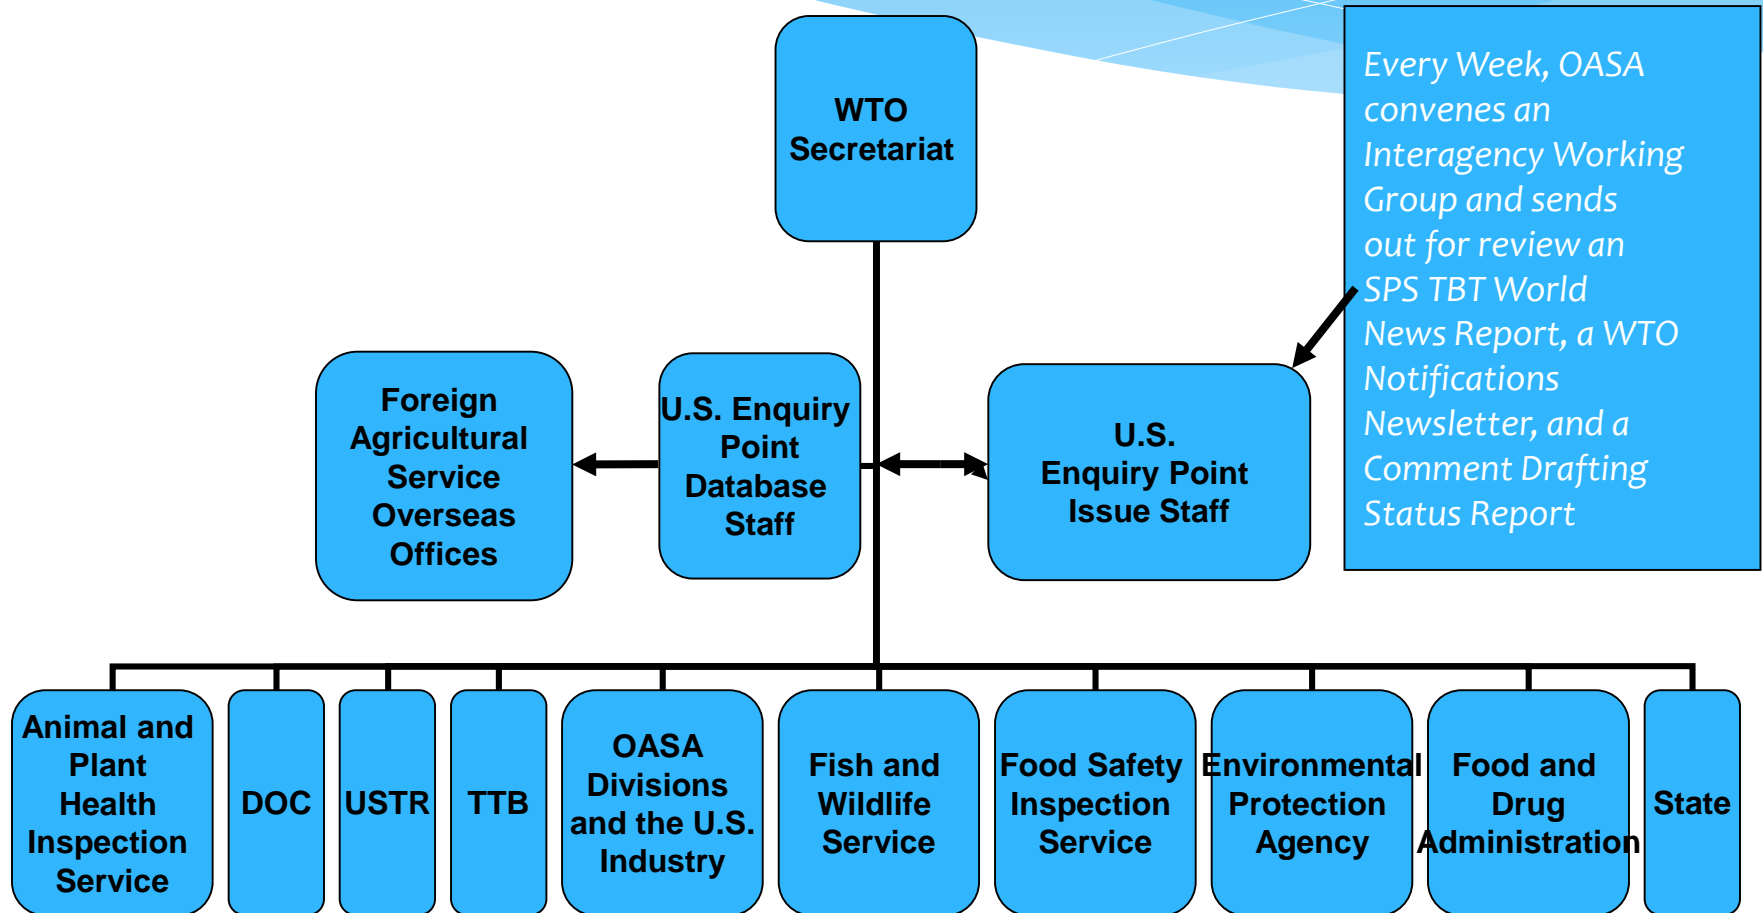 WTO
Secretariat
Every Week, OASA
convenes an
Interagency Working
Group and sends
out for review an
SPS TBT World
News Report, a WTO
Notifications
Newsletter, and a
Comment Drafting
Status Report
Foreign
Agricultural
Service
Overseas
Offices
U.S. Enquiry
Point
Database
Staff
U.S.
Enquiry Point
Issue Staff
Animal and
Plant
Health
Inspection
Service
DOC
USTR
TTB
OASA
Divisions
and the U.S.
Industry
Fish and
Wildlife
Service
Food Safety
Inspection
Service
Environmental
Protection
Agency
Food and
Drug
Administration
State